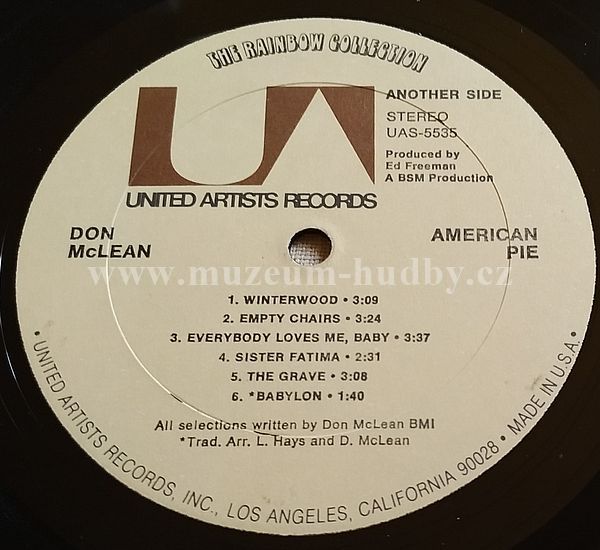 THE RAINBOW COLLECTION
UA
ANOTHER SIDE
STEREO
UAS-5535
Produced by
Ed Freeman
A BSM Production
UNITED ARTISTS RECORDS
DON
McLEAN
AMERICAN
PIE
www.muzeum-hudby.cz
1. WINTERWOOD • 3:09
2. EMPTY CHAIRS • 3:24
3. EVERYBODY LOVES ME, BABY • 3:37
4. SISTER FATIMA • 2:31
5. THE GRAVE • 3:08
6. *BABYLON • 1:40
All selections written by Don McLean BMI
*Trad. Arr. L. Hays and D. McLean
• UNITED ARTISTS RECORDS, INC., LOS ANGELES, CALIFORNIA 90028 • MADE IN U.S.A. •